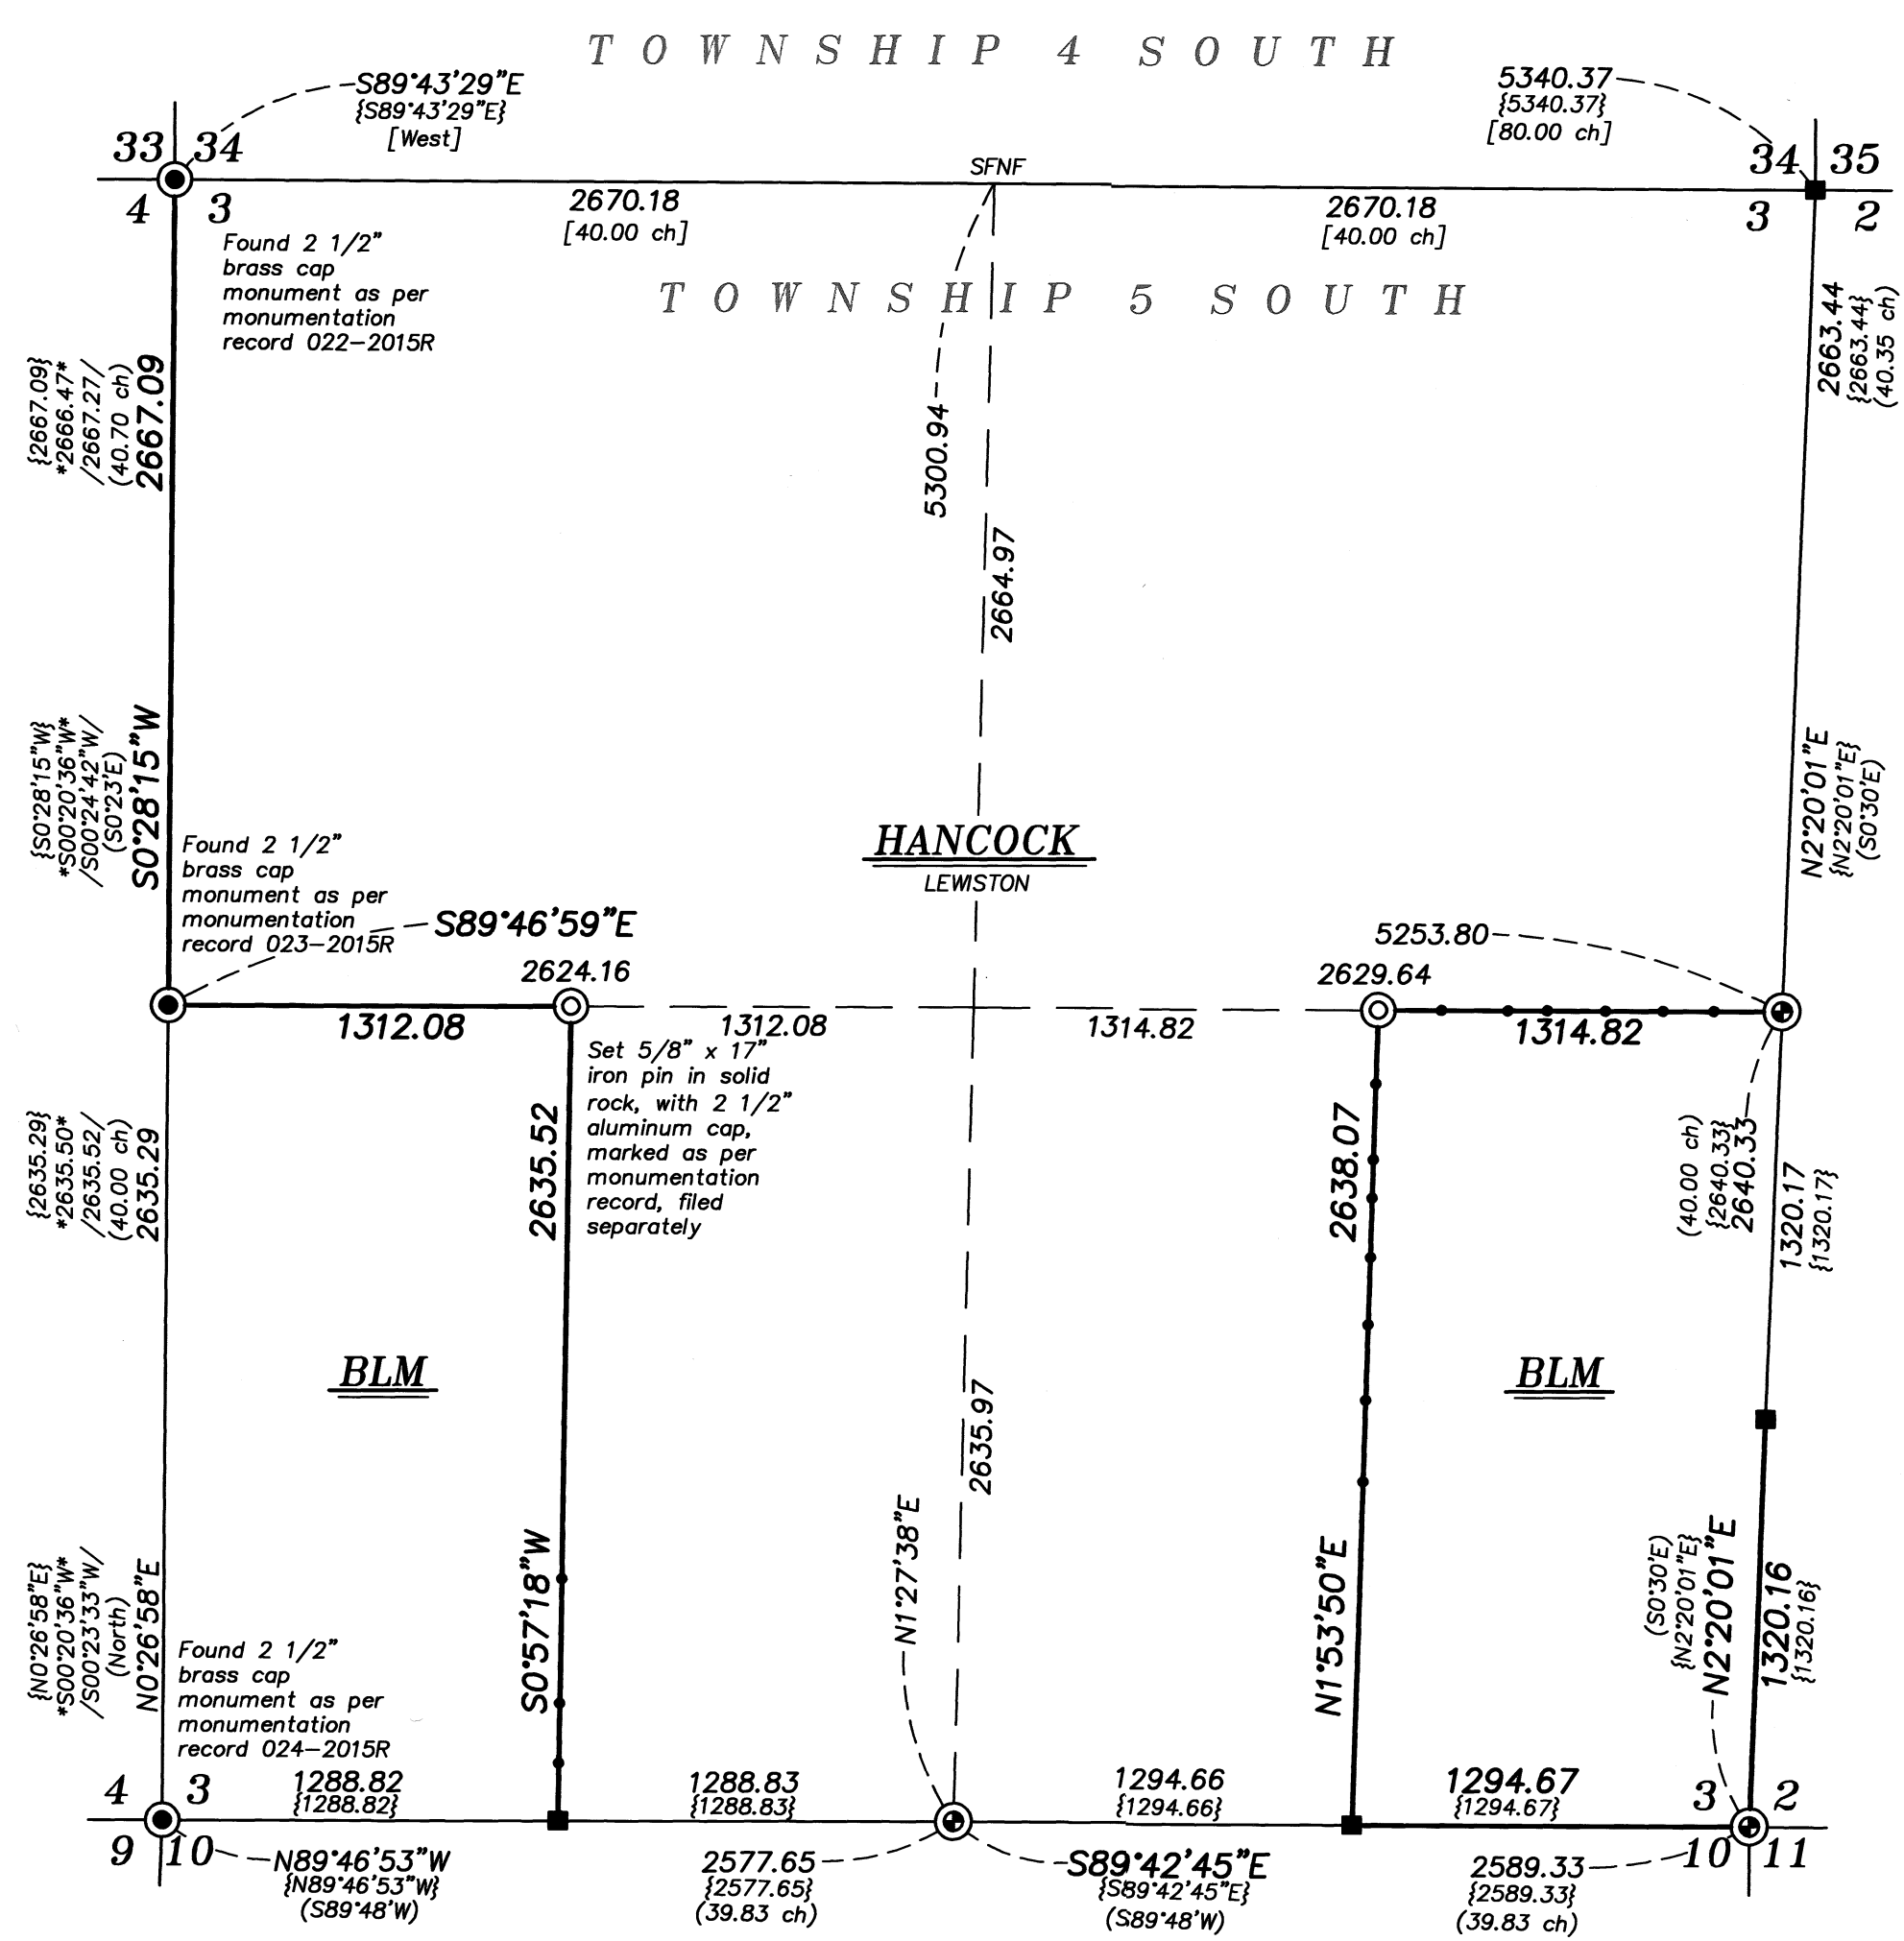 TOWNSHIP 4 SOUTH
S89°43'29"E
{S89°43'29"E}
[West]
5340.37
{5340.37}
[80.00 ch]
33 34
34 35
SFNF
4 3
3 2
2670.18
[40.00 ch]
2670.18
[40.00 ch]
Found 2 1/2"
brass cap
monument as per
monumentation
record 022-2015R
TOWNSHIP 5 SOUTH
{2667.09}
*2666.47*
/2667.27/
(40.70 ch)
2667.09
5300.94
2664.97
2663.44
{2663.44}
(40.35 ch)
{S0°28'15"W}
*S00°20'36"W*
/S00°24'42"W/
(S0°23'E)
S0°28'15"W
N2°20'01"E
{N2°20'01"E}
(S0°30'E)
HANCOCK
LEWISTON
Found 2 1/2"
brass cap
monument as per
monumentation
record 023-2015R
S89°46'59"E
5253.80
2624.16
2629.64
1312.08
1312.08
1314.82
1314.82
Set 5/8" x 17"
iron pin in solid
rock, with 2 1/2"
aluminum cap,
marked as per
monumentation
record, filed
separately
{2635.29}
*2635.50*
/2635.52/
(40.00 ch)
2635.29
2635.52
2638.07
(40.00 ch)
{2640.33}
2640.33
1320.17
{1320.17}
BLM
BLM
2635.97
{N0°26'58"E}
*S00°20'36"W*
/S00°23'33"W/
(North)
N0°26'58"E
S0°57'18"W
N1°27'38"E
N1°53'50"E
(S0°30'E)
{N2°20'01"E}
N2°20'01"E
1320.16
{1320.16}
Found 2 1/2"
brass cap
monument as per
monumentation
record 024-2015R
4 3
1288.82
{1288.82}
1288.83
{1288.83}
1294.66
{1294.66}
1294.67
{1294.67}
3 2
9 10
10 11
N89°46'53"W
{N89°46'53"W}
(S89°48'W)
2577.65
{2577.65}
(39.83 ch)
S89°42'45"E
{S89°42'45"E}
(S89°48'W)
2589.33
{2589.33}
(39.83 ch)